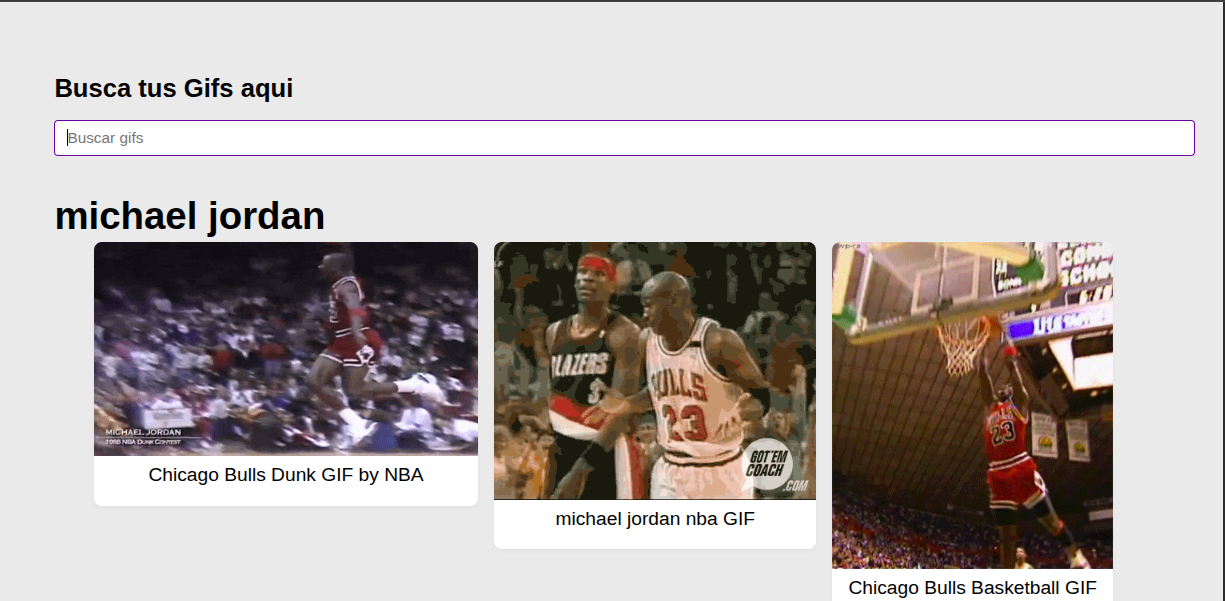 Busca tus Gifs aqui
Buscar gifs
michael jordan
MICHAEL JORDAN
1988 NBA DUNK CONTEST
Chicago Bulls Dunk GIF by NBA
BLAZERS
3
BULLS
23
GOT'EM
COACH
.COM
michael jordan nba GIF
23
Chicago Bulls Basketball GIF